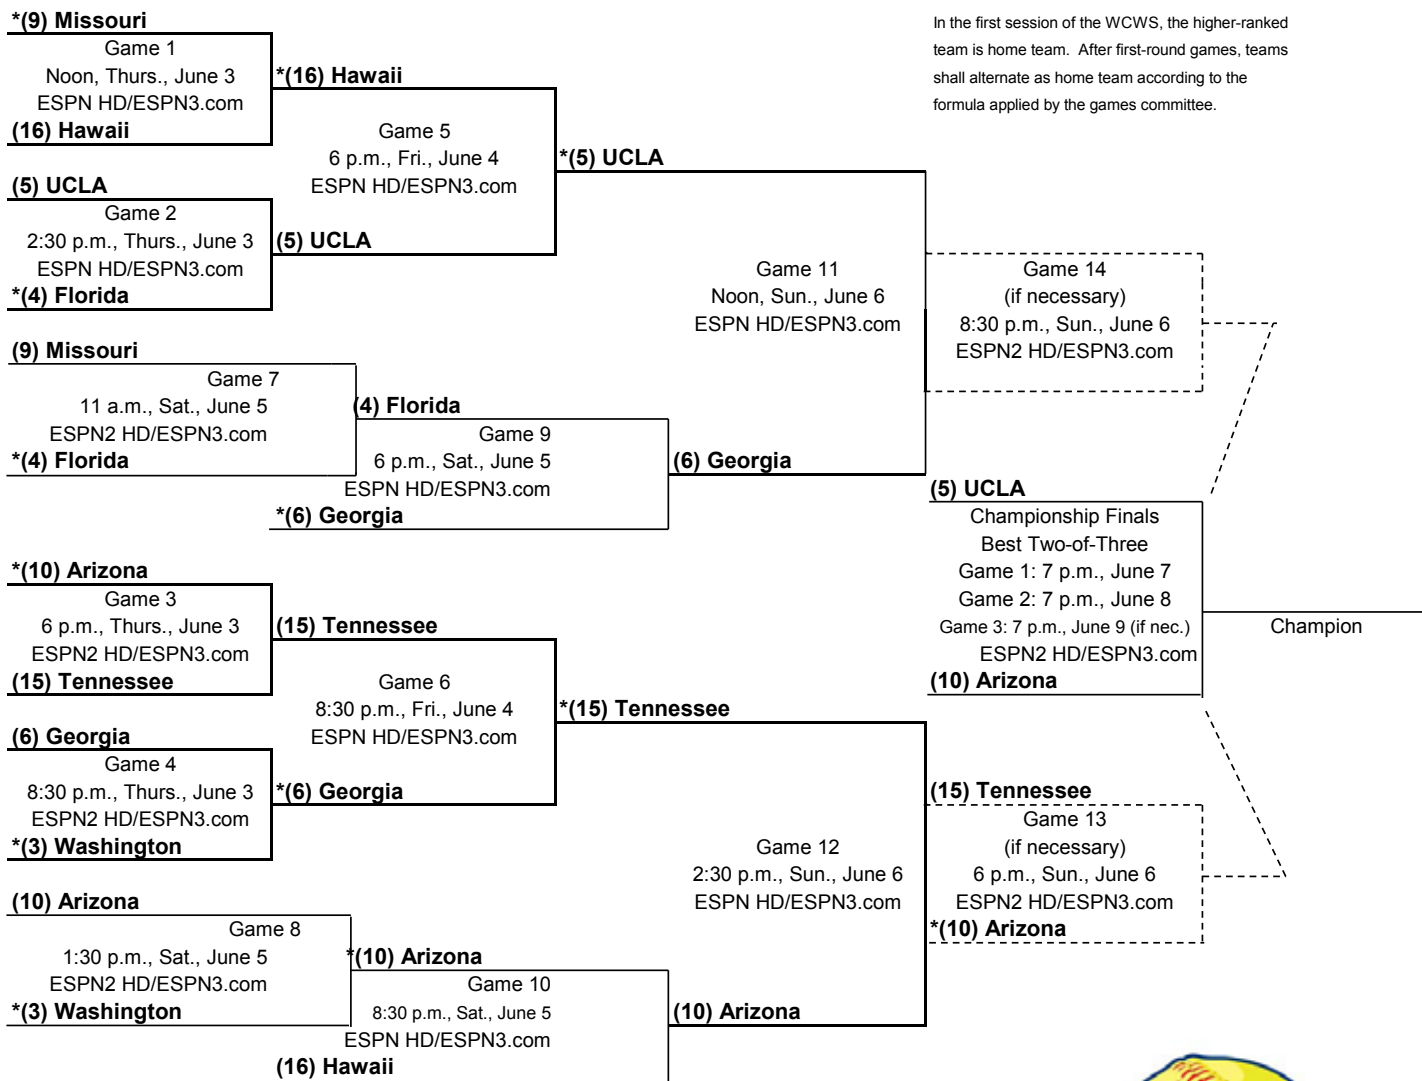 *(9) Missouri
Game 1
Noon, Thurs., June 3
ESPN HD/ESPN3.com
(16) Hawaii
(5) UCLA
Game 2
2:30 p.m., Thurs., June 3
ESPN HD/ESPN3.com
*(4) Florida
*(16) Hawaii
Game 5
6 p.m., Fri., June 4
ESPN HD/ESPN3.com
(5) UCLA
*(5) UCLA
In the first session of the WCWS, the higher-ranked
team is home team. After first-round games, teams
shall alternate as home team according to the
formula applied by the games committee.
(9) Missouri
Game 7
11 a.m., Sat., June 5
ESPN2 HD/ESPN3.com
*(4) Florida
(4) Florida
Game 9
6 p.m., Sat., June 5
ESPN HD/ESPN3.com
*(6) Georgia
Game 11
Noon, Sun., June 6
ESPN HD/ESPN3.com
(6) Georgia
Game 14
(if necessary)
8:30 p.m., Sun., June 6
ESPN2 HD/ESPN3.com
(5) UCLA
Championship Finals
Best Two-of-Three
Game 1: 7 p.m., June 7
Game 2: 7 p.m., June 8
Game 3: 7 p.m., June 9 (if nec.)
ESPN2 HD/ESPN3.com
(10) Arizona
Champion
*(10) Arizona
Game 3
6 p.m., Thurs., June 3
ESPN2 HD/ESPN3.com
(15) Tennessee
(6) Georgia
Game 4
8:30 p.m., Thurs., June 3
ESPN2 HD/ESPN3.com
*(3) Washington
(15) Tennessee
Game 6
8:30 p.m., Fri., June 4
ESPN HD/ESPN3.com
*(6) Georgia
*(15) Tennessee
(10) Arizona
Game 8
1:30 p.m., Sat., June 5
ESPN2 HD/ESPN3.com
*(3) Washington
*(10) Arizona
Game 10
8:30 p.m., Sat., June 5
ESPN HD/ESPN3.com
(16) Hawaii
Game 12
2:30 p.m., Sun., June 6
ESPN HD/ESPN3.com
(10) Arizona
(15) Tennessee
Game 13
(if necessary)
6 p.m., Sun., June 6
ESPN2 HD/ESPN3.com
*(10) Arizona